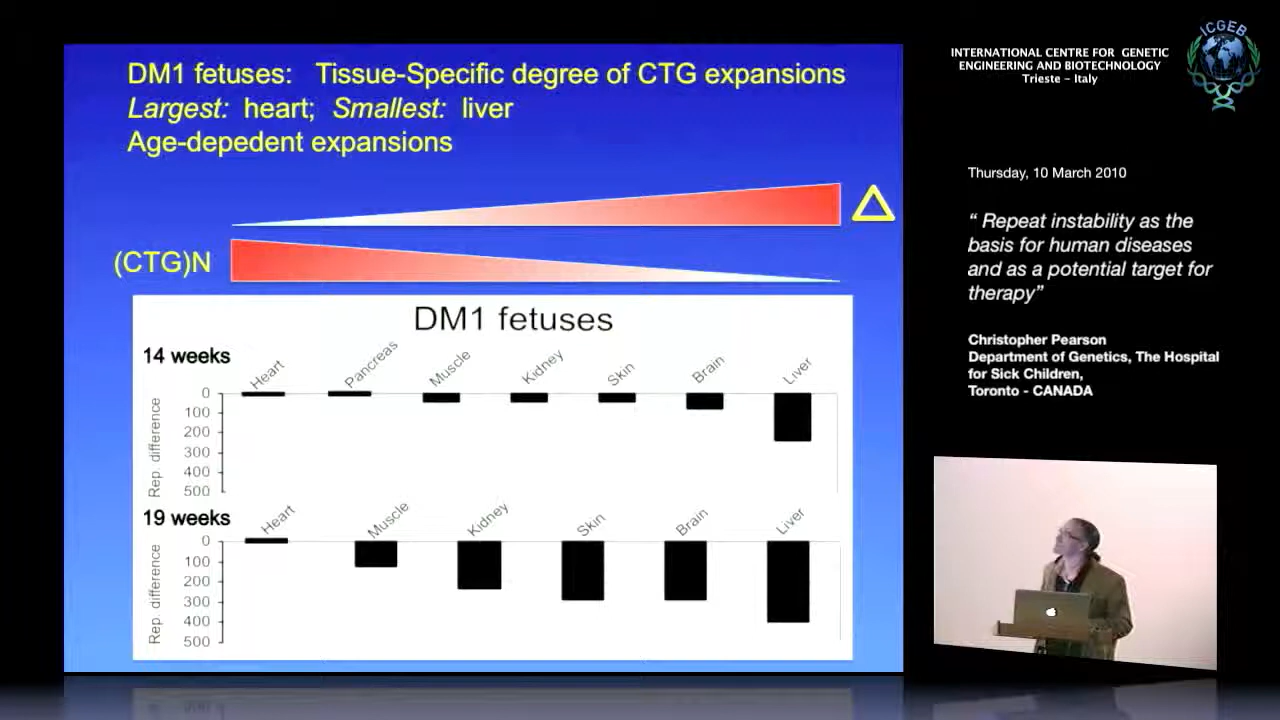 DM1 fetuses: Tissue-Specific degree of CTG expansions
Largest: heart; Smallest: liver
Age-depedent expansions
Δ
(CTG)N
DM1 fetuses
14 weeks
Heart
Pancreas
Muscle
Kidney
Skin
Brain
Liver
Rep. difference
0
100
200
300
400
500
19 weeks
Heart
Muscle
Kidney
Skin
Brain
Liver
Rep. difference
0
100
200
300
400
500
INTERNATIONAL CENTRE FOR GENETIC
ENGINEERING AND BIOTECHNOLOGY
Trieste - Italy
ICGEB
Thursday, 10 March 2010
“ Repeat instability as the
basis for human diseases
and as a potential target for
therapy”
Christopher Pearson
Department of Genetics, The Hospital
for Sick Children,
Toronto - CANADA